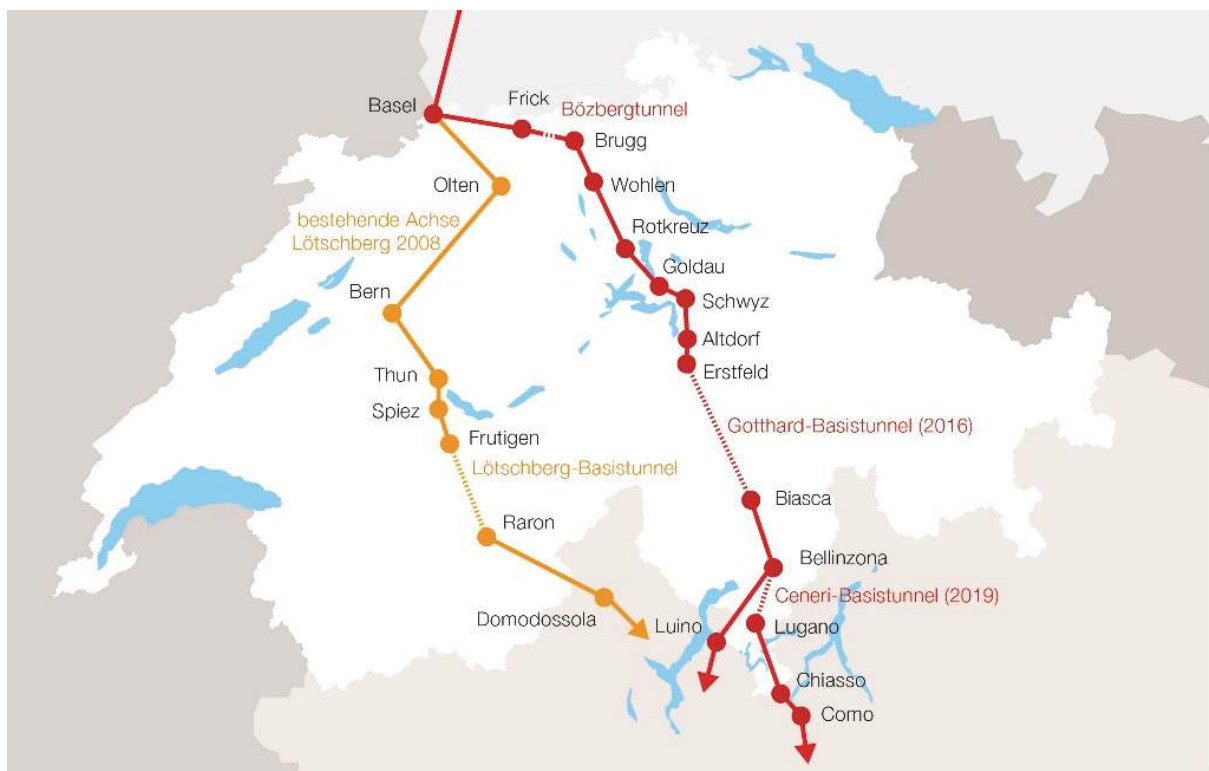 Basel
Frick
Bözbergtunnel
Brugg
Olten
Wohlen
bestehende Achse
Lötschberg 2008
Rotkreuz
Goldau
Bern
Schwyz
Altdorf
Thun
Erstfeld
Spiez
Frutigen
Gotthard-Basistunnel (2016)
Lötschberg-Basistunnel
Biasca
Raron
Bellinzona
Ceneri-Basistunnel (2019)
Domodossola
Luino
Lugano
Chiasso
Como